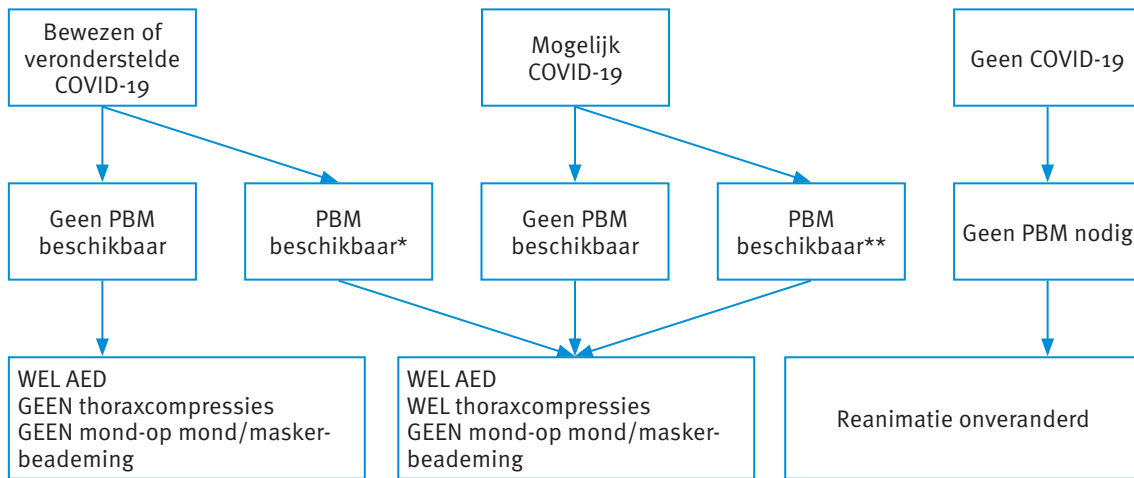 Bewezen of
veronderstelde
COVID-19
Mogelijk
COVID-19
Geen COVID-19
Geen PBM
beschikbaar
PBM
beschikbaar*
Geen PBM
beschikbaar
PBM
beschikbaar**
Geen PBM nodig
WEL AED
GEEN thoraxcompressies
GEEN mond-op mond/masker-
beademing
WEL AED
WEL thoraxcompressies
GEEN mond-op mond/masker-
beademing
Reanimatie onveranderd